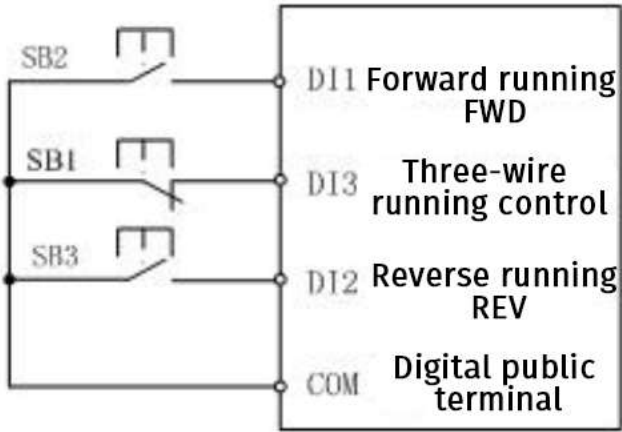 SB2
DI1 Forward running
FWD
SB1
DI3 Three-wire
running control
SB3
DI2 Reverse running
REV
COM Digital public
terminal